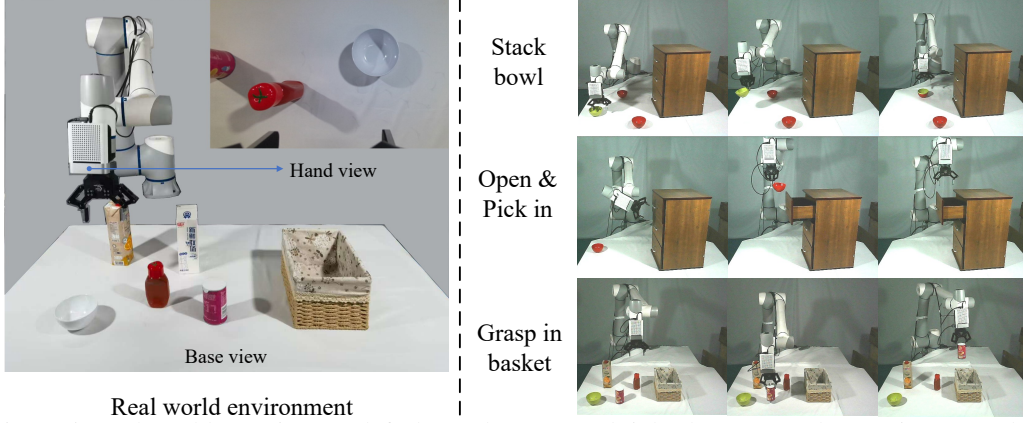 Hand view
Base view
Real world environment
Stack
bowl
Open &
Pick in
Grasp in
basket